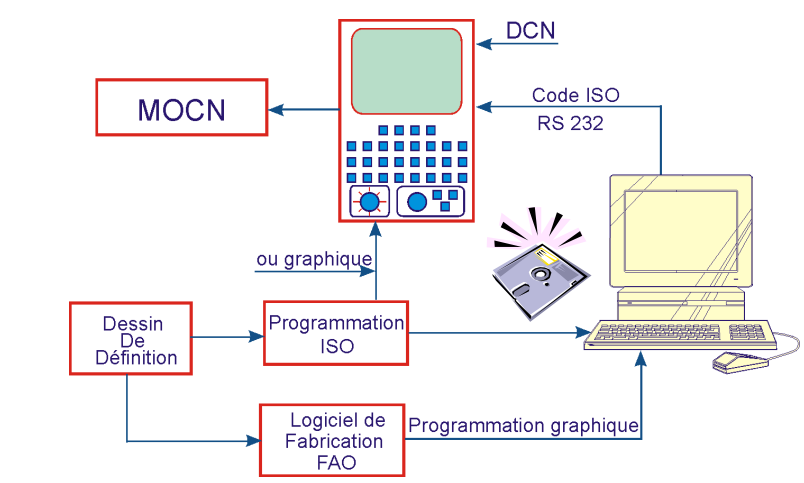 DCN
MOCN
Code ISO
RS 232
ou graphique
Dessin
De
Définition
Programmation
ISO
Logiciel de
Fabrication
FAO
Programmation graphique